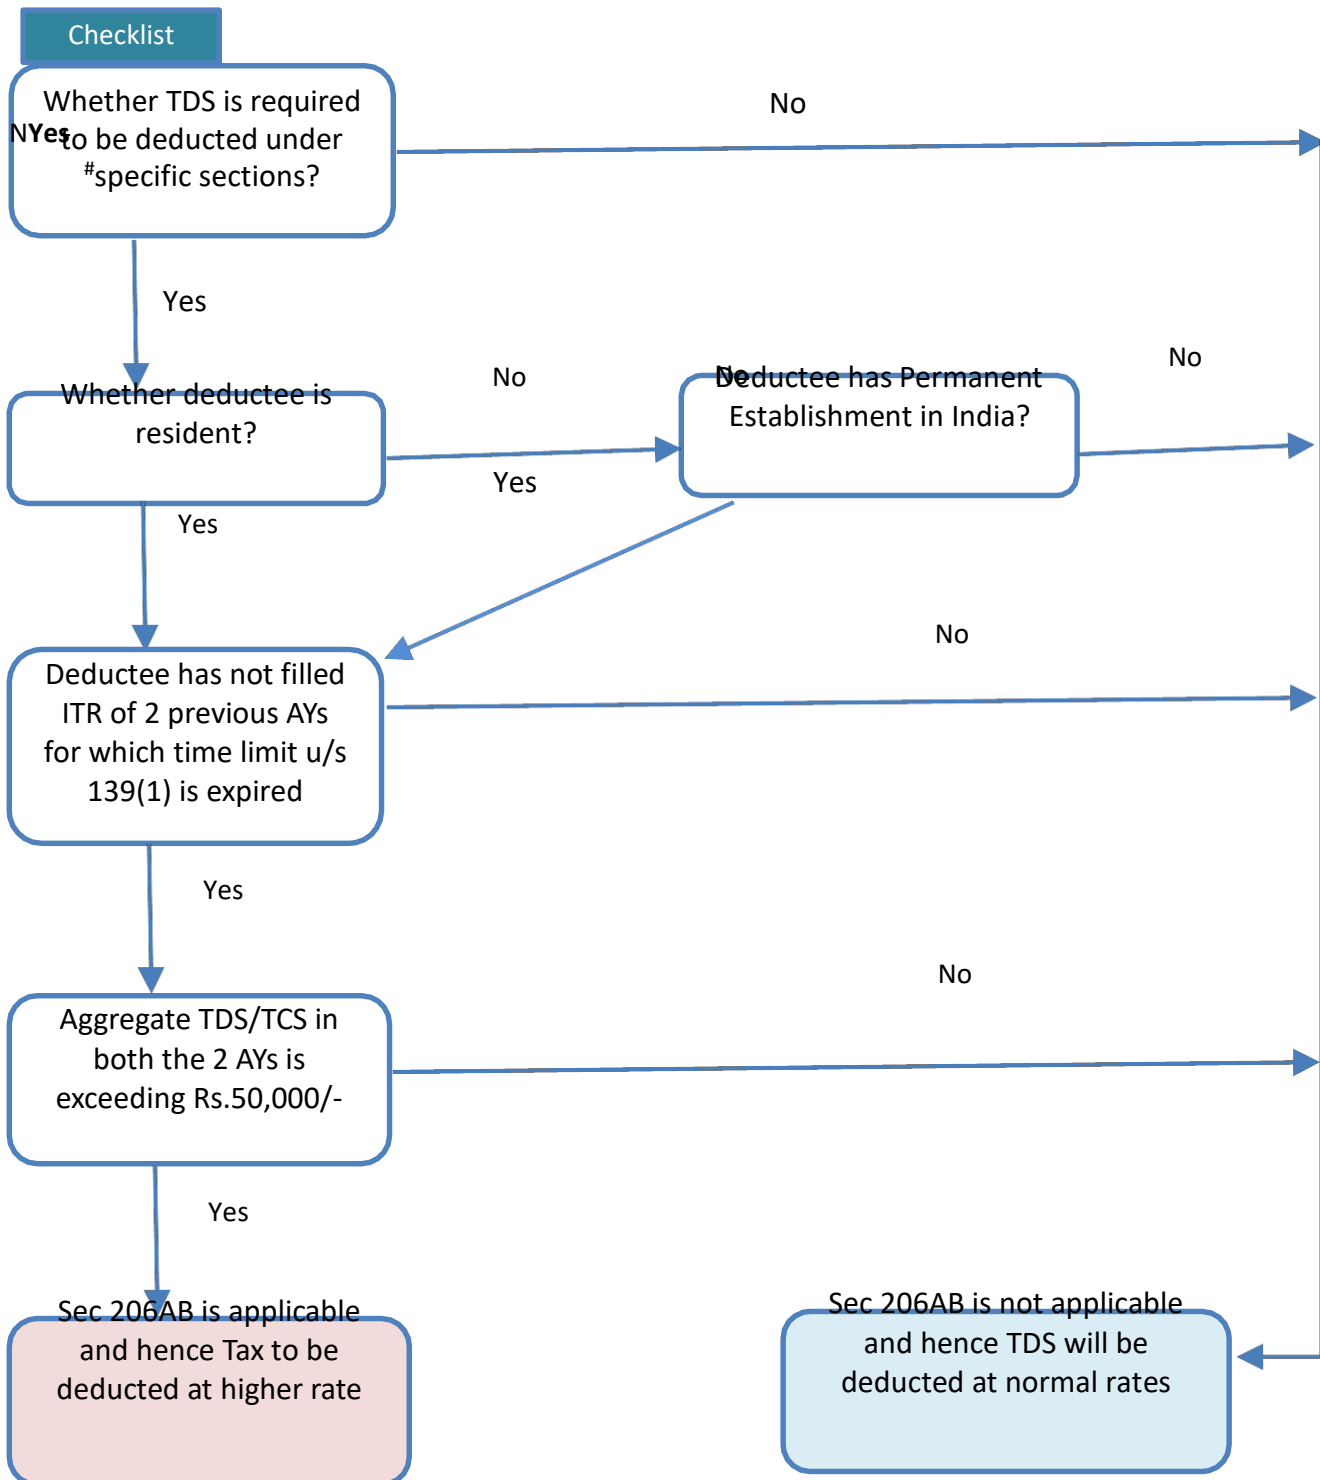 Checklist
Whether TDS is required
to be deducted under
#specific sections?
NYes
No
Yes
Whether deductee is
resident?
No
Yes
No
Deductee has Permanent
Establishment in India?
No
Yes
Deductee has not filled
ITR of 2 previous AYs
for which time limit u/s
139(1) is expired
No
Yes
Aggregate TDS/TCS in
both the 2 AYs is
exceeding Rs.50,000/-
No
Yes
Sec 206AB is applicable
and hence Tax to be
deducted at higher rate
Sec 206AB is not applicable
and hence TDS will be
deducted at normal rates